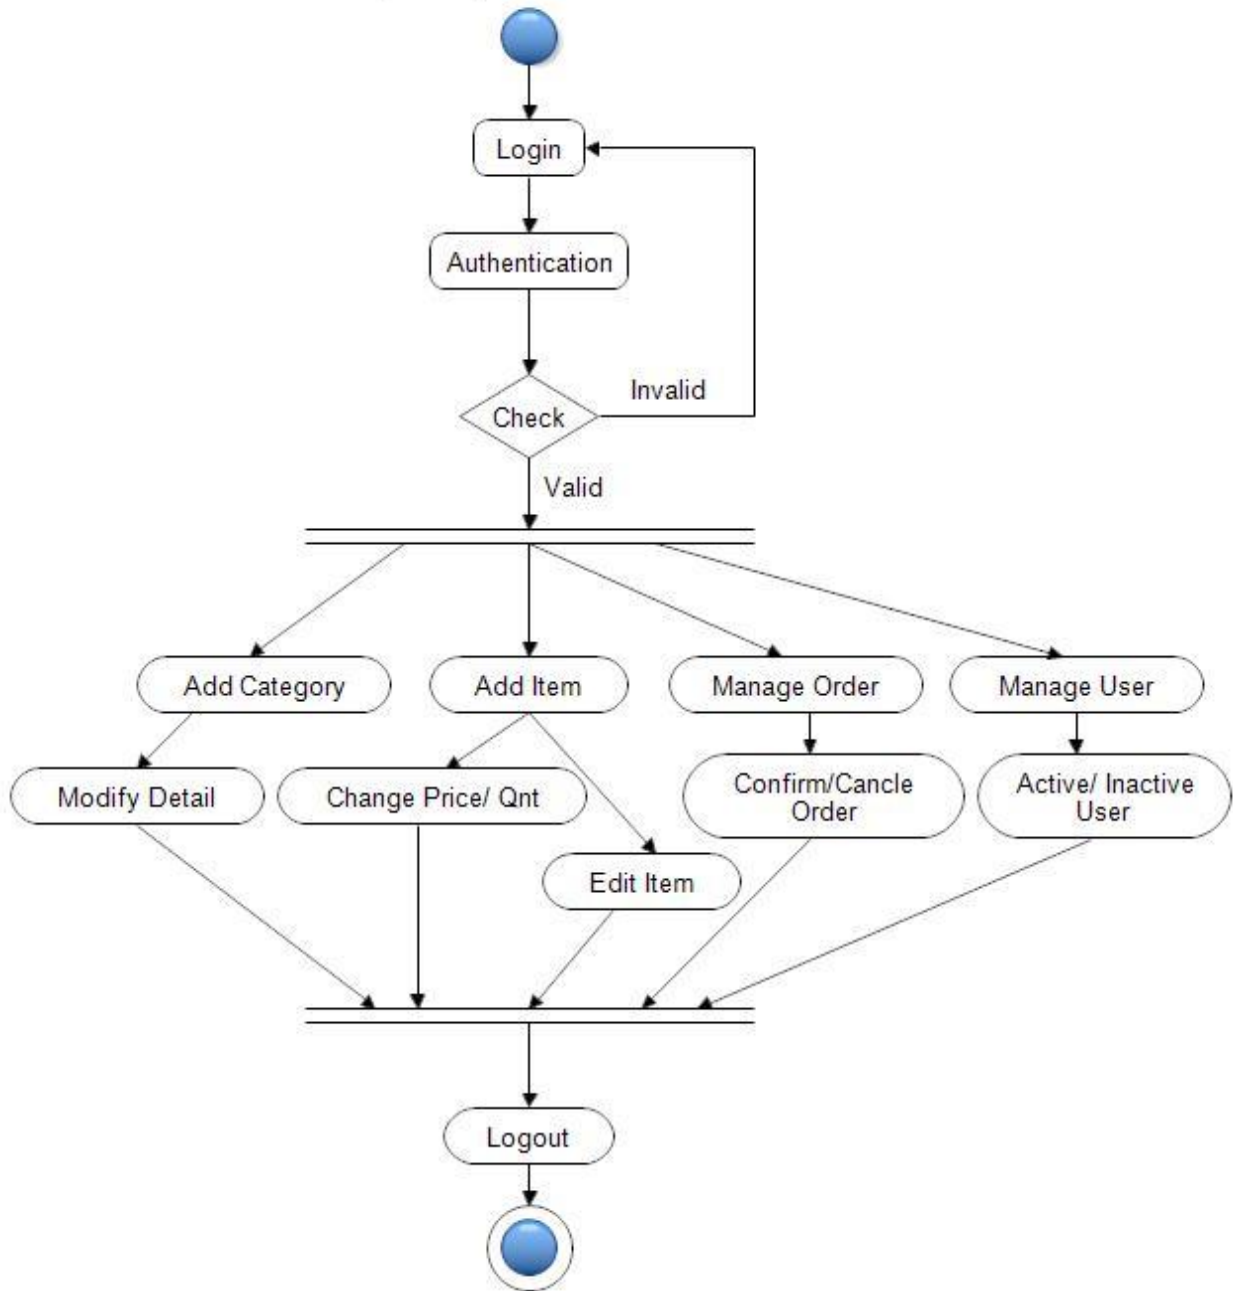 Login
Authentication
Invalid
Check
Valid
Add Category
Add Item
Manage Order
Manage User
Modify Detail
Change Price/ Qnt
Confirm/Cancle
Order
Active/ Inactive
User
Edit Item
Logout